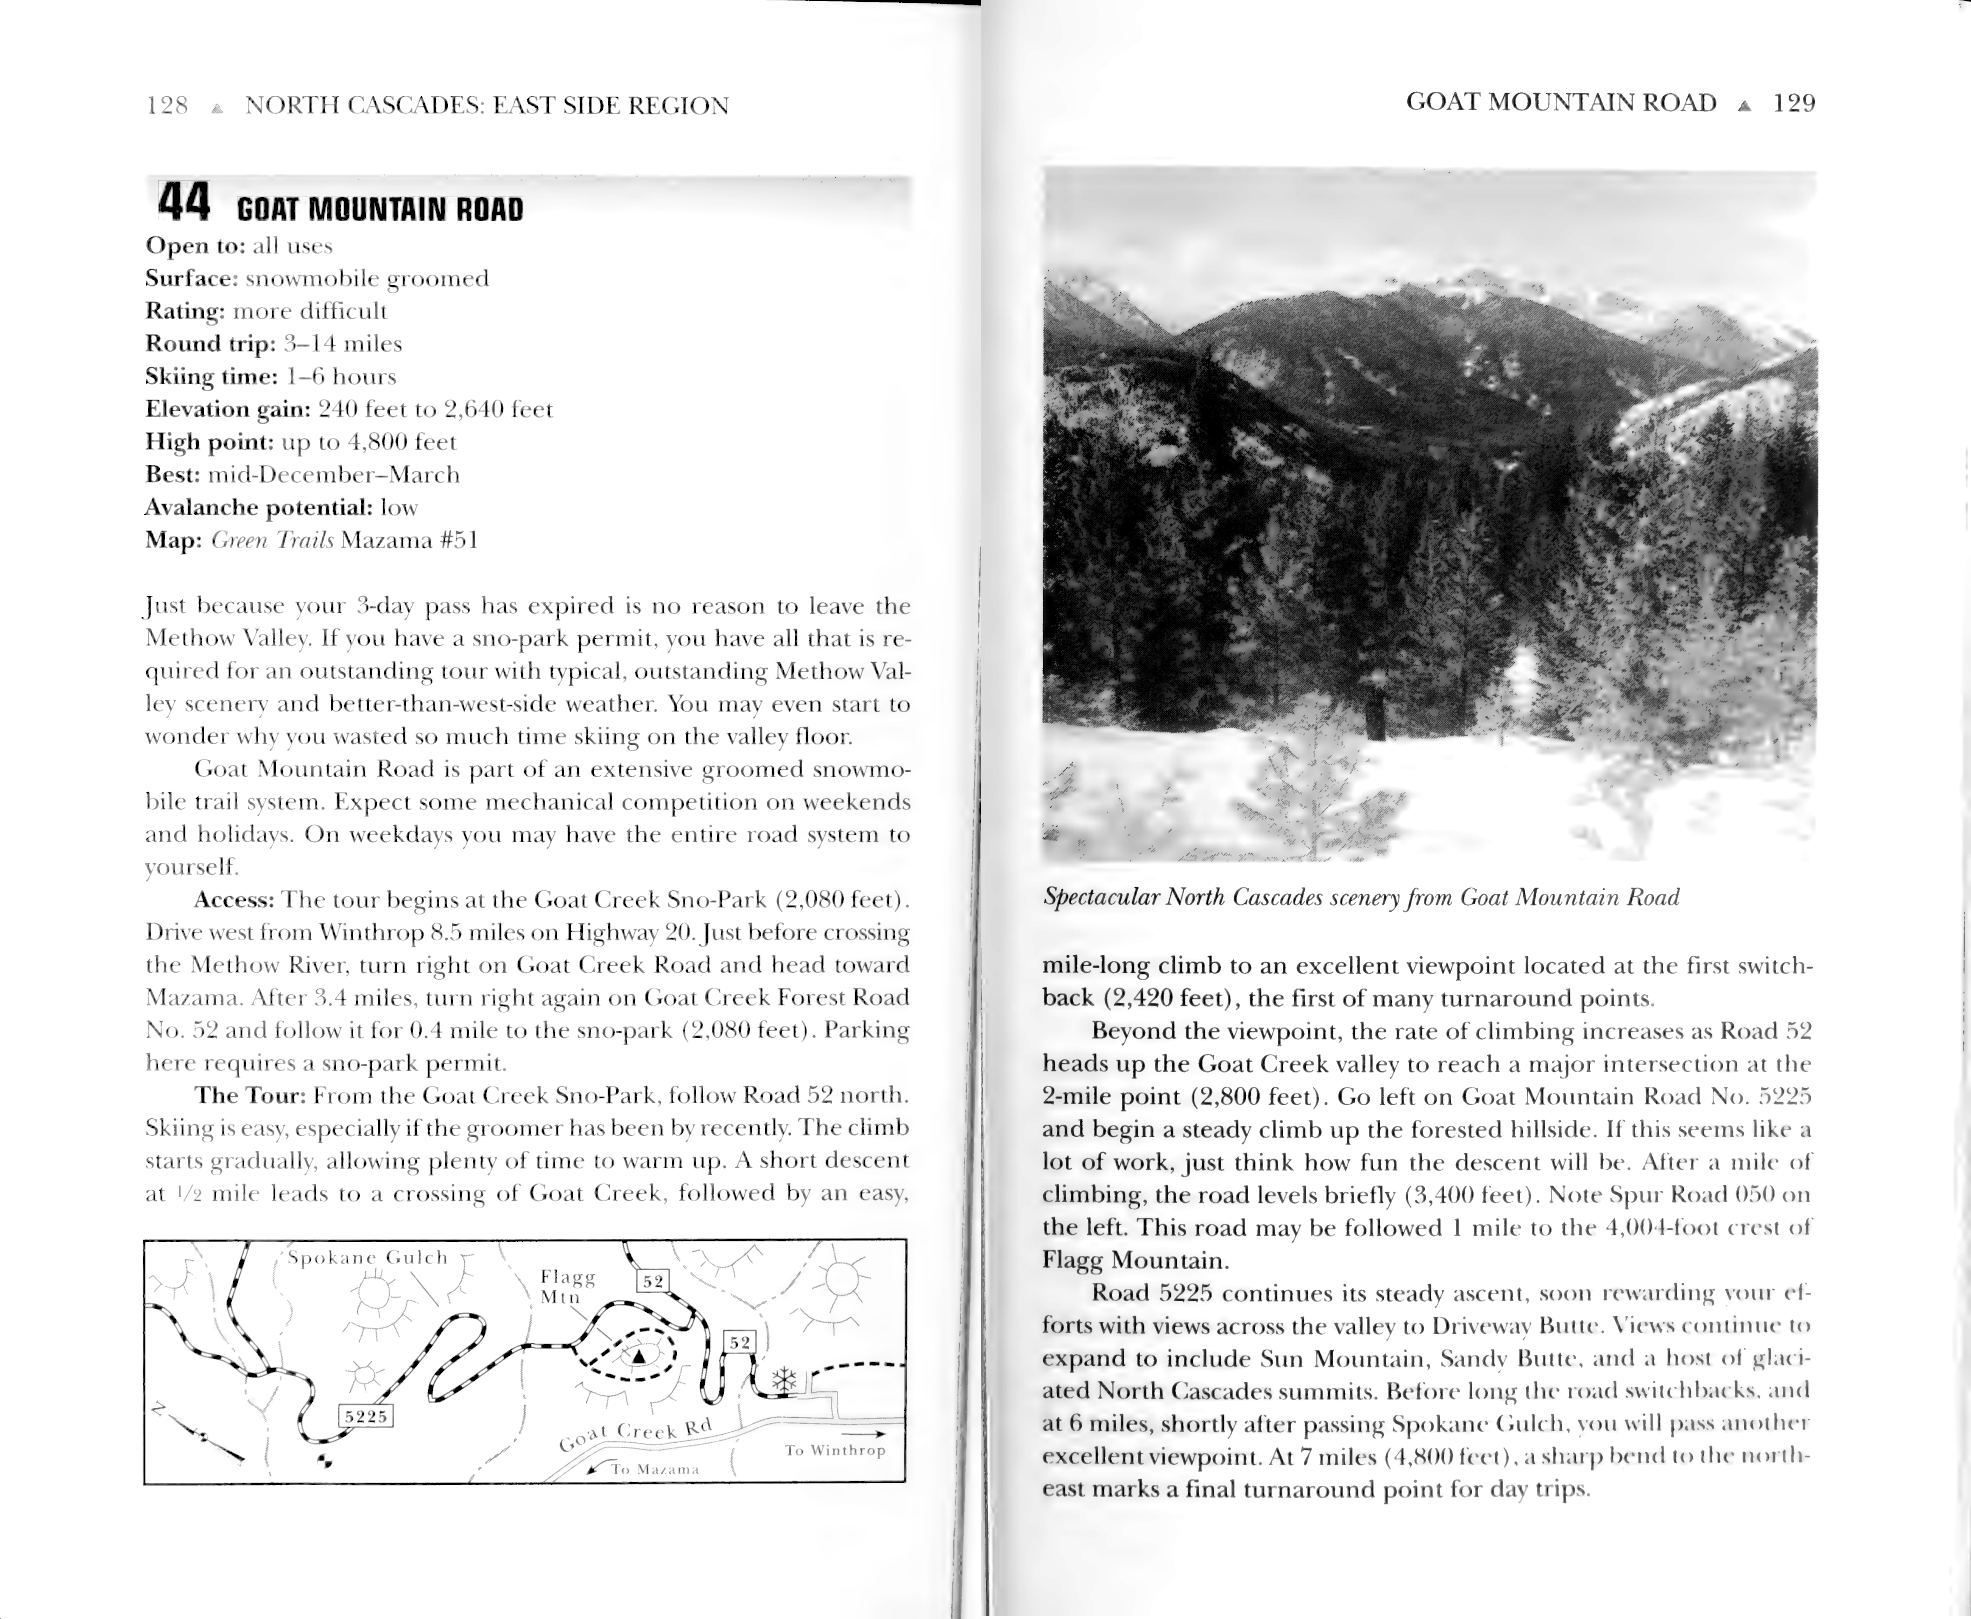 128 ▲ NORTH CASCADES: EAST SIDE REGION
44 GOAT MOUNTAIN ROAD
Open to: all uses
Surface: snowmobile groomed
Rating: more difficult
Round trip: 3–14 miles
Skiing time: 1–6 hours
Elevation gain: 240 feet to 2,640 feet
High point: up to 4,800 feet
Best: mid-December–March
Avalanche potential: low
Map: Green Trails Mazama #51
Just because your 3-day pass has expired is no reason to leave the
Methow Valley. If you have a sno-park permit, you have all that is re-
quired for an outstanding tour with typical, outstanding Methow Val-
ley scenery and better-than-west-side weather. You may even start to
wonder why you wasted so much time skiing on the valley floor.
Goat Mountain Road is part of an extensive groomed snowmo-
bile trail system. Expect some mechanical competition on weekends
and holidays. On weekdays you may have the entire road system to
yourself.
Access: The tour begins at the Goat Creek Sno-Park (2,080 feet).
Drive west from Winthrop 8.5 miles on Highway 20. Just before crossing
the Methow River, turn right on Goat Creek Road and head toward
Mazama. After 3.4 miles, turn right again on Goat Creek Forest Road
No. 52 and follow it for 0.4 mile to the sno-park (2,080 feet). Parking
here requires a sno-park permit.
The Tour: From the Goat Creek Sno-Park, follow Road 52 north.
Skiing is easy, especially if the groomer has been by recently. The climb
starts gradually, allowing plenty of time to warm up. A short descent
at 1/2 mile leads to a crossing of Goat Creek, followed by an easy,
Spokane Gulch
Flagg
Mtn
52
52
5225
N
Goat Creek Rd
To Winthrop
To Mazama
GOAT MOUNTAIN ROAD ▲ 129
Spectacular North Cascades scenery from Goat Mountain Road
mile-long climb to an excellent viewpoint located at the first switch-
back (2,420 feet), the first of many turnaround points.
Beyond the viewpoint, the rate of climbing increases as Road 52
heads up the Goat Creek valley to reach a major intersection at the
2-mile point (2,800 feet). Go left on Goat Mountain Road No. 5225
and begin a steady climb up the forested hillside. If this seems like a
lot of work, just think how fun the descent will be. After a mile of
climbing, the road levels briefly (3,400 feet). Note Spur Road 050 on
the left. This road may be followed 1 mile to the 4,004-foot crest of
Flagg Mountain.
Road 5225 continues its steady ascent, soon rewarding your ef-
forts with views across the valley to Driveway Butte. Views continue to
expand to include Sun Mountain, Sandy Butte, and a host of glaci-
ated North Cascades summits. Before long the road switchbacks, and
at 6 miles, shortly after passing Spokane Gulch, you will pass another
excellent viewpoint. At 7 miles (4,800 feet), a sharp bend to the north-
east marks a final turnaround point for day trips.